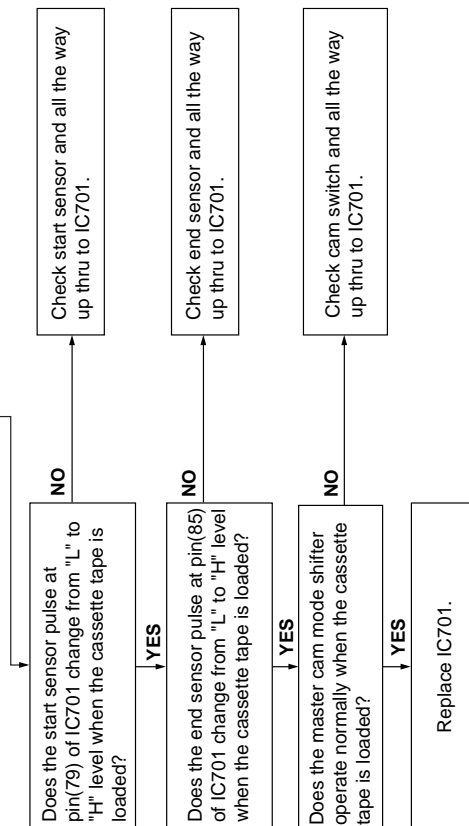 Does the start sensor pulse at
pin(79) of IC701 change from "L" to
"H" level when the cassette tape is
loaded?
NO
Check start sensor and all the way
up thru to IC701.
YES
Does the end sensor pulse at pin(85)
of IC701 change from "L" to "H" level
when the cassette tape is loaded?
NO
Check end sensor and all the way
up thru to IC701.
YES
Does the master cam mode shifter
operate normally when the cassette
tape is loaded?
NO
Check cam switch and all the way
up thru to IC701.
YES
Replace IC701.